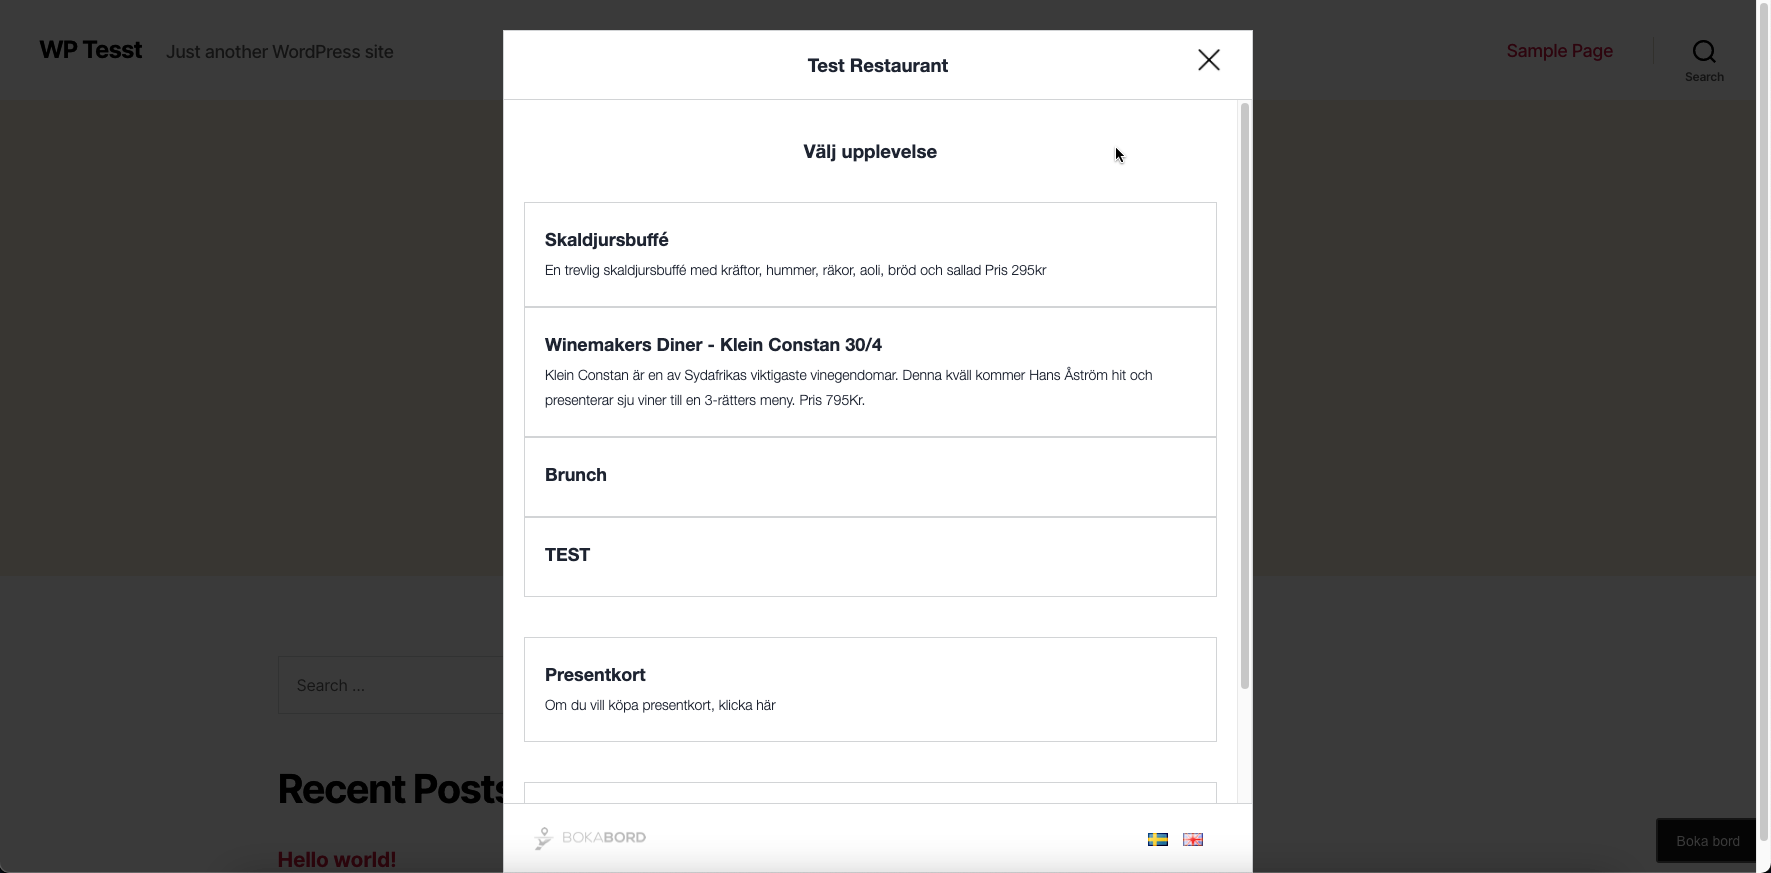 WP Tesst
Just another WordPress site
Sample Page
Search
Test Restaurant
Välj upplevelse
Skaldjursbuffé
En trevlig skaldjursbuffé med kräftor, hummer, räkor, aoli, bröd och sallad Pris 295kr
Winemakers Diner - Klein Constan 30/4
Klein Constan är en av Sydafrikas viktigaste vinegendomar. Denna kväll kommer Hans Åström hit och
presenterar sju viner till en 3-rätters meny. Pris 795Kr.
Brunch
TEST
Presentkort
Om du vill köpa presentkort, klicka här
Search ...
Recent Posts
Hello world!
BOKABORD
Boka bord